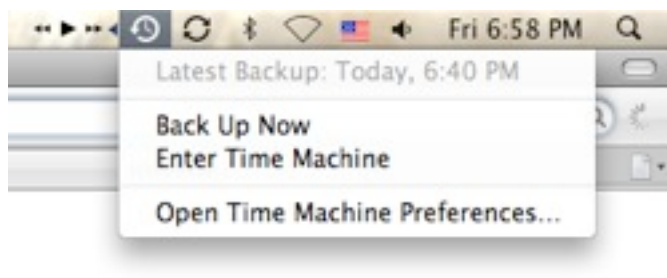 Fri 6:58 PM
Latest Backup: Today, 6:40 PM
Back Up Now
Enter Time Machine
Open Time Machine Preferences...